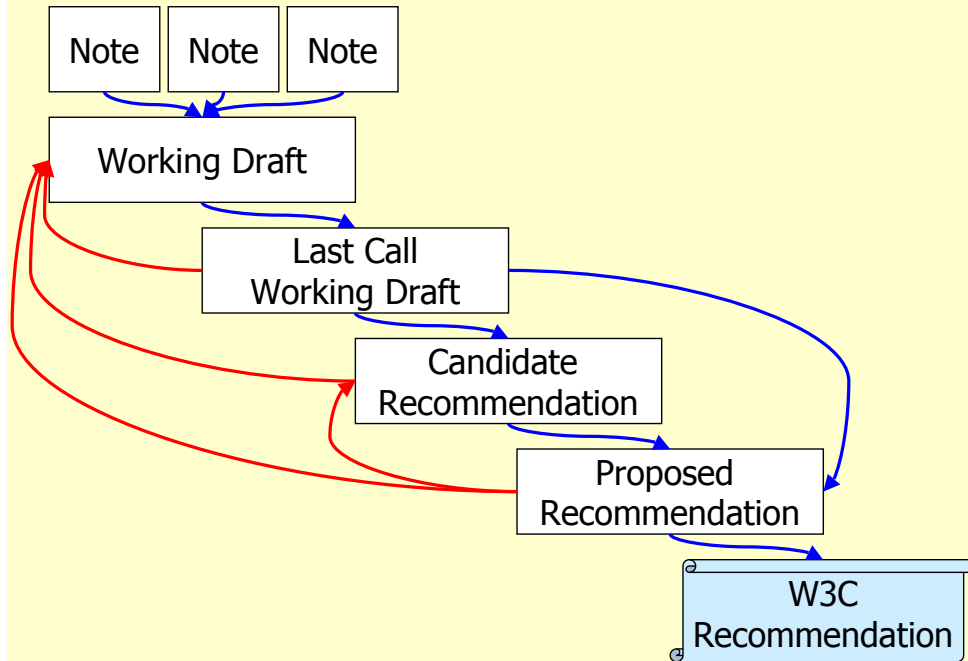 Note
Note
Note
Working Draft
Last Call
Working Draft
Candidate
Recommendation
Proposed
Recommendation
W3C
Recommendation